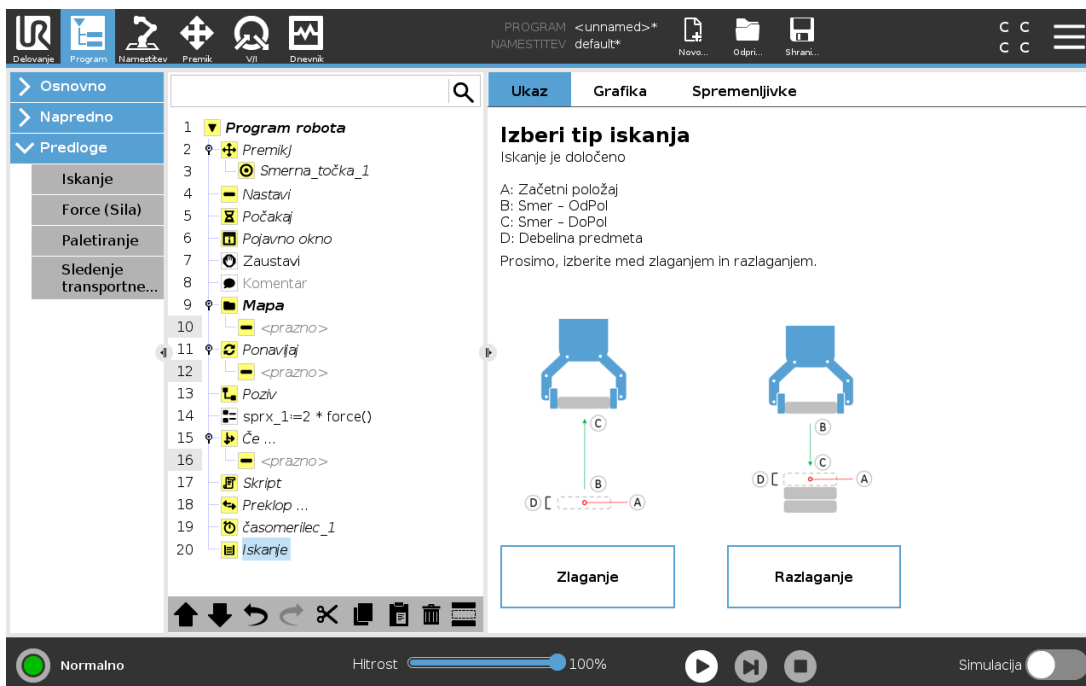 PROGRAM <unnamed>*
NAMESTITEV default*
Delovanje Program Namestitev Premik V/I Dnevnik Novo... Odpri... Shrani...
C C
C C
Osnovno
Napredno
Predloge
Iskanje
Force (Sila)
Paletiranje
Sledenje
transportne...
1 Program robota
2 PremikJ
3 Smerna_točka_1
4 Nastavi
5 Počakaj
6 Pojavno okno
7 Zaustavi
8 Komentar
9 Mapa
10 <prazno>
11 Ponavljaj
12 <prazno>
13 Poziv
14 sprx_1:=2 * force()
15 Če ...
16 <prazno>
17 Skript
18 Preklop ...
19 časomerilec_1
20 Iskanje
Ukaz Grafika Spremenljivke
Izberi tip iskanja
Iskanje je določeno
A: Začetni položaj
B: Smer - OdPol
C: Smer - DoPol
D: Debelina predmeta
Prosimo, izberite med zlaganjem in razlaganjem.
C
B
D A
B
C
D A
Zlaganje Razlaganje
Normalno Hitrost 100% Simulacija